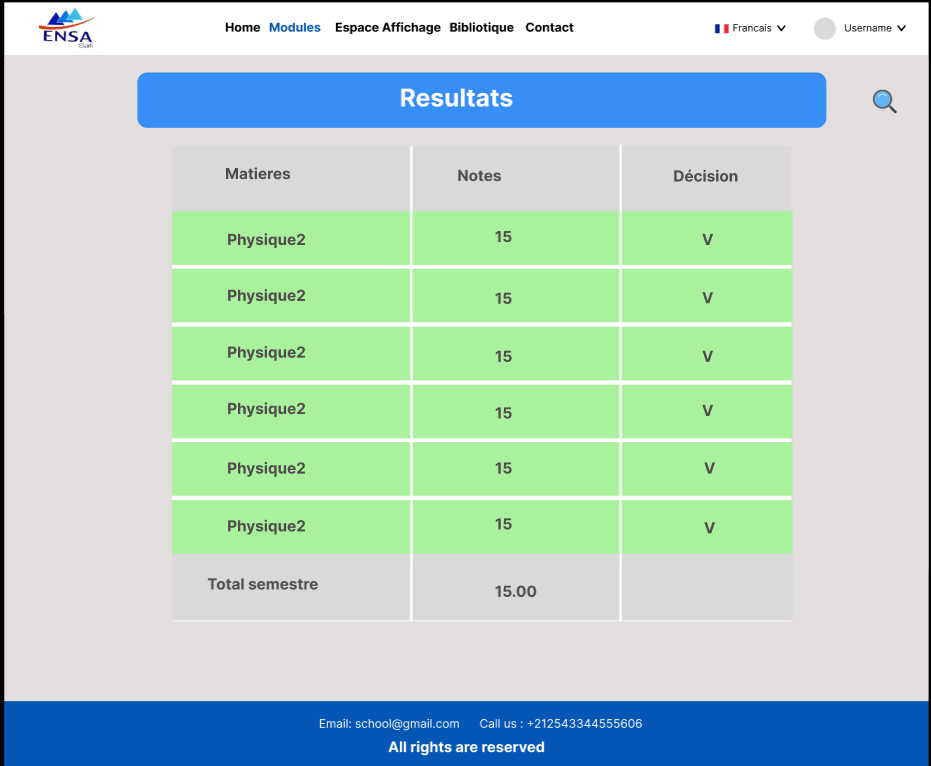 ENSA
Safi
Home Modules Espace Affichage Bibliotique Contact
Francais
Username
Resultats
Matieres Notes Décision
Physique2 15 V
Physique2 15 V
Physique2 15 V
Physique2 15 V
Physique2 15 V
Physique2 15 V
Total semestre 15.00
Email: school@gmail.com Call us : +212543344555606
All rights are reserved